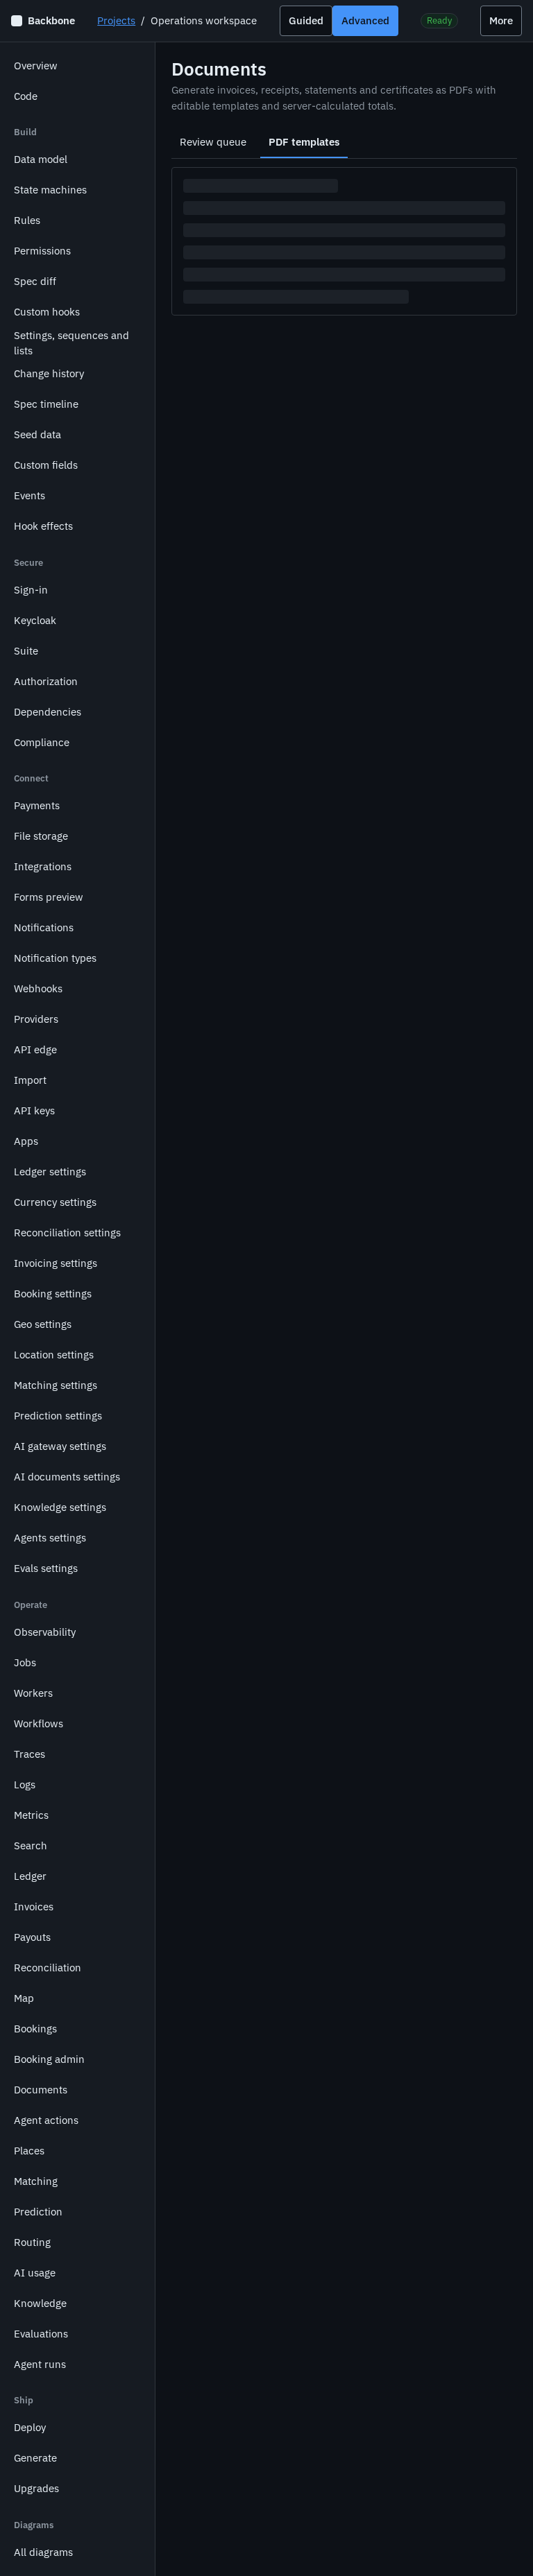 Backbone
Projects / Operations workspace
Guided
Advanced
Ready
More
Overview
Code
Build
Data model
State machines
Rules
Permissions
Spec diff
Custom hooks
Settings, sequences and
lists
Change history
Spec timeline
Seed data
Custom fields
Events
Hook effects
Secure
Sign-in
Keycloak
Suite
Authorization
Dependencies
Compliance
Connect
Payments
File storage
Integrations
Forms preview
Notifications
Notification types
Webhooks
Providers
API edge
Import
API keys
Apps
Ledger settings
Currency settings
Reconciliation settings
Invoicing settings
Booking settings
Geo settings
Location settings
Matching settings
Prediction settings
AI gateway settings
AI documents settings
Knowledge settings
Agents settings
Evals settings
Operate
Observability
Jobs
Workers
Workflows
Traces
Logs
Metrics
Search
Ledger
Invoices
Payouts
Reconciliation
Map
Bookings
Booking admin
Documents
Agent actions
Places
Matching
Prediction
Routing
AI usage
Knowledge
Evaluations
Agent runs
Ship
Deploy
Generate
Upgrades
Diagrams
All diagrams
Documents
Generate invoices, receipts, statements and certificates as PDFs with
editable templates and server-calculated totals.
Review queue
PDF templates